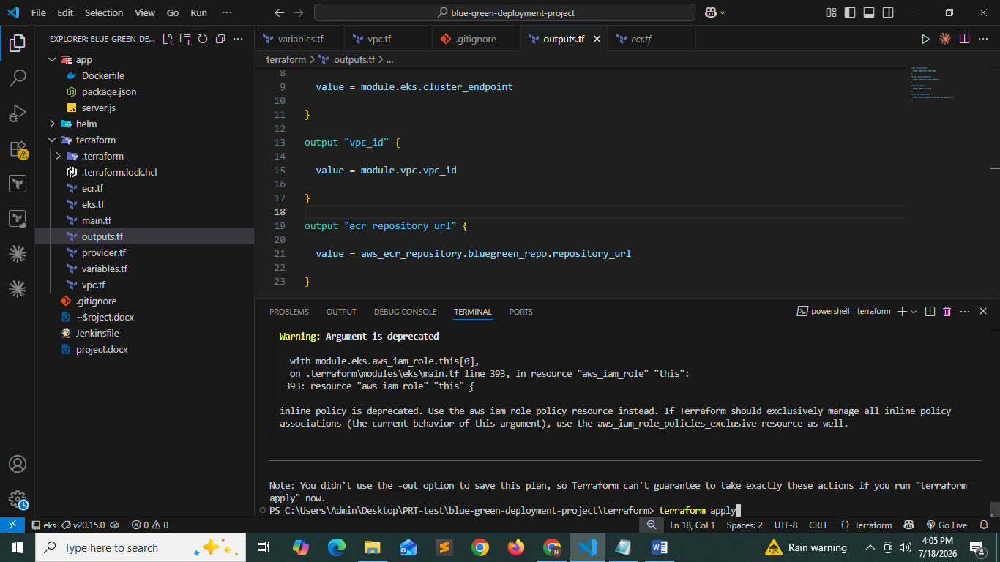 File Edit Selection View Go Run ···
blue-green-deployment-project
EXPLORER: BLUE-GREEN-DE...
app
Dockerfile
package.json
server.js
helm
terraform
.terraform
.terraform.lock.hcl
ecr.tf
eks.tf
main.tf
outputs.tf
provider.tf
variables.tf
vpc.tf
.gitignore
~$roject.docx
Jenkinsfile
project.docx
variables.tf vpc.tf .gitignore outputs.tf ecr.tf
terraform > outputs.tf > ...
8
9 value = module.eks.cluster_endpoint
10
11 }
12
13 output "vpc_id" {
14
15 value = module.vpc.vpc_id
16
17 }
18
19 output "ecr_repository_url" {
20
21 value = aws_ecr_repository.bluegreen_repo.repository_url
22
23 }
PROBLEMS OUTPUT DEBUG CONSOLE TERMINAL PORTS
powershell - terraform
Warning: Argument is deprecated
with module.eks.aws_iam_role.this[0],
on .terraform\modules\eks\main.tf line 393, in resource "aws_iam_role" "this":
393: resource "aws_iam_role" "this" {
inline_policy is deprecated. Use the aws_iam_role_policy resource instead. If Terraform should exclusively manage all inline policy
associations (the current behavior of this argument), use the aws_iam_role_policies_exclusive resource as well.
Note: You didn't use the -out option to save this plan, so Terraform can't guarantee to take exactly these actions if you run "terraform
apply" now.
PS C:\Users\Admin\Desktop\PRT-test\blue-green-deployment-project\terraform> terraform apply
eks v20.15.0 0 0 Ln 18, Col 1 Spaces: 2 UTF-8 CRLF {} Terraform Go Live
Type here to search
Rain warning
4:05 PM
7/18/2026
4